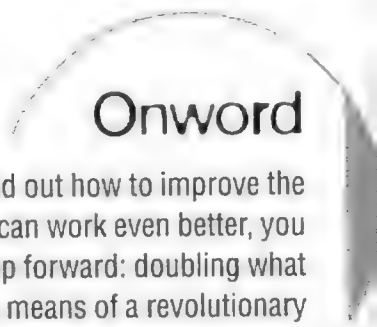 Onword
d out how to improve the
can work even better, you
p forward: doubling what
means of a revolutionary